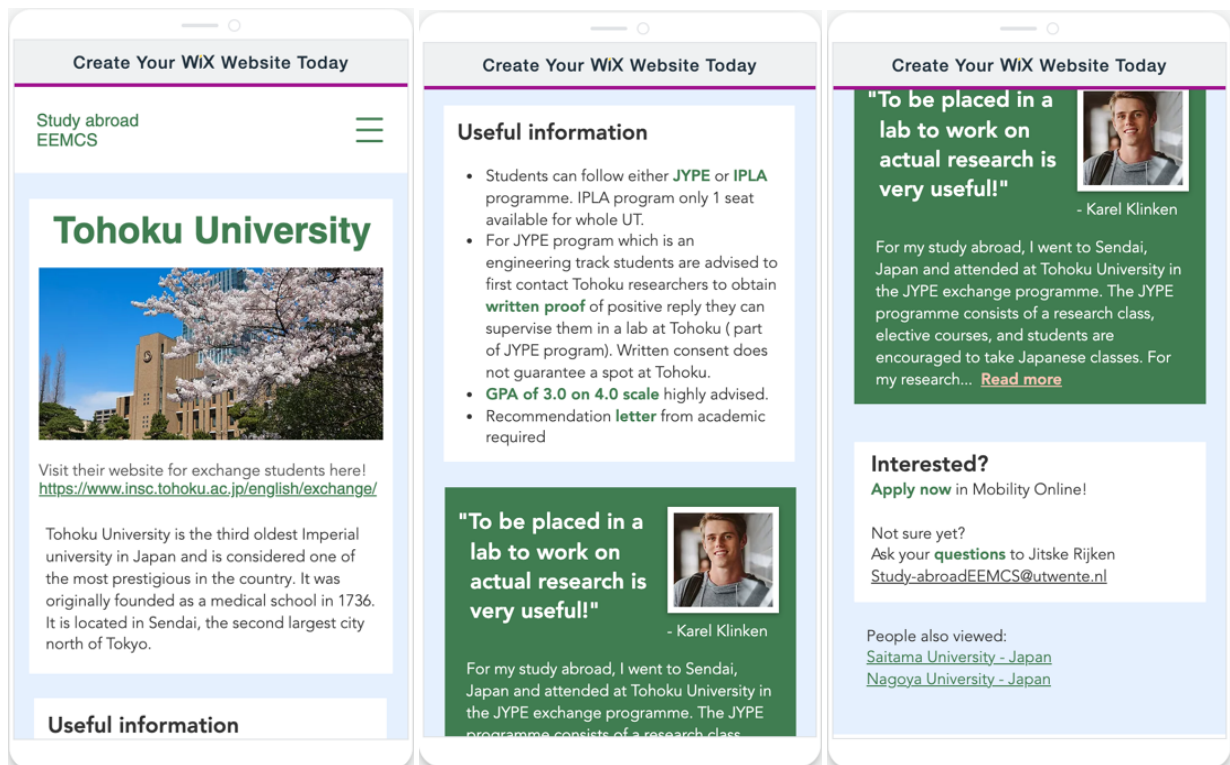 Create Your WiX Website Today
Study abroad
EEMCS
Tohoku University
Visit their website for exchange students here!
https://www.insc.tohoku.ac.jp/english/exchange/
Tohoku University is the third oldest Imperial
university in Japan and is considered one of
the most prestigious in the country. It was
originally founded as a medical school in 1736.
It is located in Sendai, the second largest city
north of Tokyo.
Useful information
Create Your WiX Website Today
Useful information
• Students can follow either JYPE or IPLA
programme. IPLA program only 1 seat
available for whole UT.
• For JYPE program which is an
engineering track students are advised to
first contact Tohoku researchers to obtain
written proof of positive reply they can
supervise them in a lab at Tohoku ( part
of JYPE program). Written consent does
not guarantee a spot at Tohoku.
• GPA of 3.0 on 4.0 scale highly advised.
• Recommendation letter from academic
required
"To be placed in a
lab to work on
actual research is
very useful!"
- Karel Klinken
For my study abroad, I went to Sendai,
Japan and attended at Tohoku University in
the JYPE exchange programme. The JYPE
programme consists of a research class,
Create Your WiX Website Today
"To be placed in a
lab to work on
actual research is
very useful!"
- Karel Klinken
For my study abroad, I went to Sendai,
Japan and attended at Tohoku University in
the JYPE exchange programme. The JYPE
programme consists of a research class,
elective courses, and students are
encouraged to take Japanese classes. For
my research... Read more
Interested?
Apply now in Mobility Online!
Not sure yet?
Ask your questions to Jitske Rijken
Study-abroadEEMCS@utwente.nl
People also viewed:
Saitama University - Japan
Nagoya University - Japan